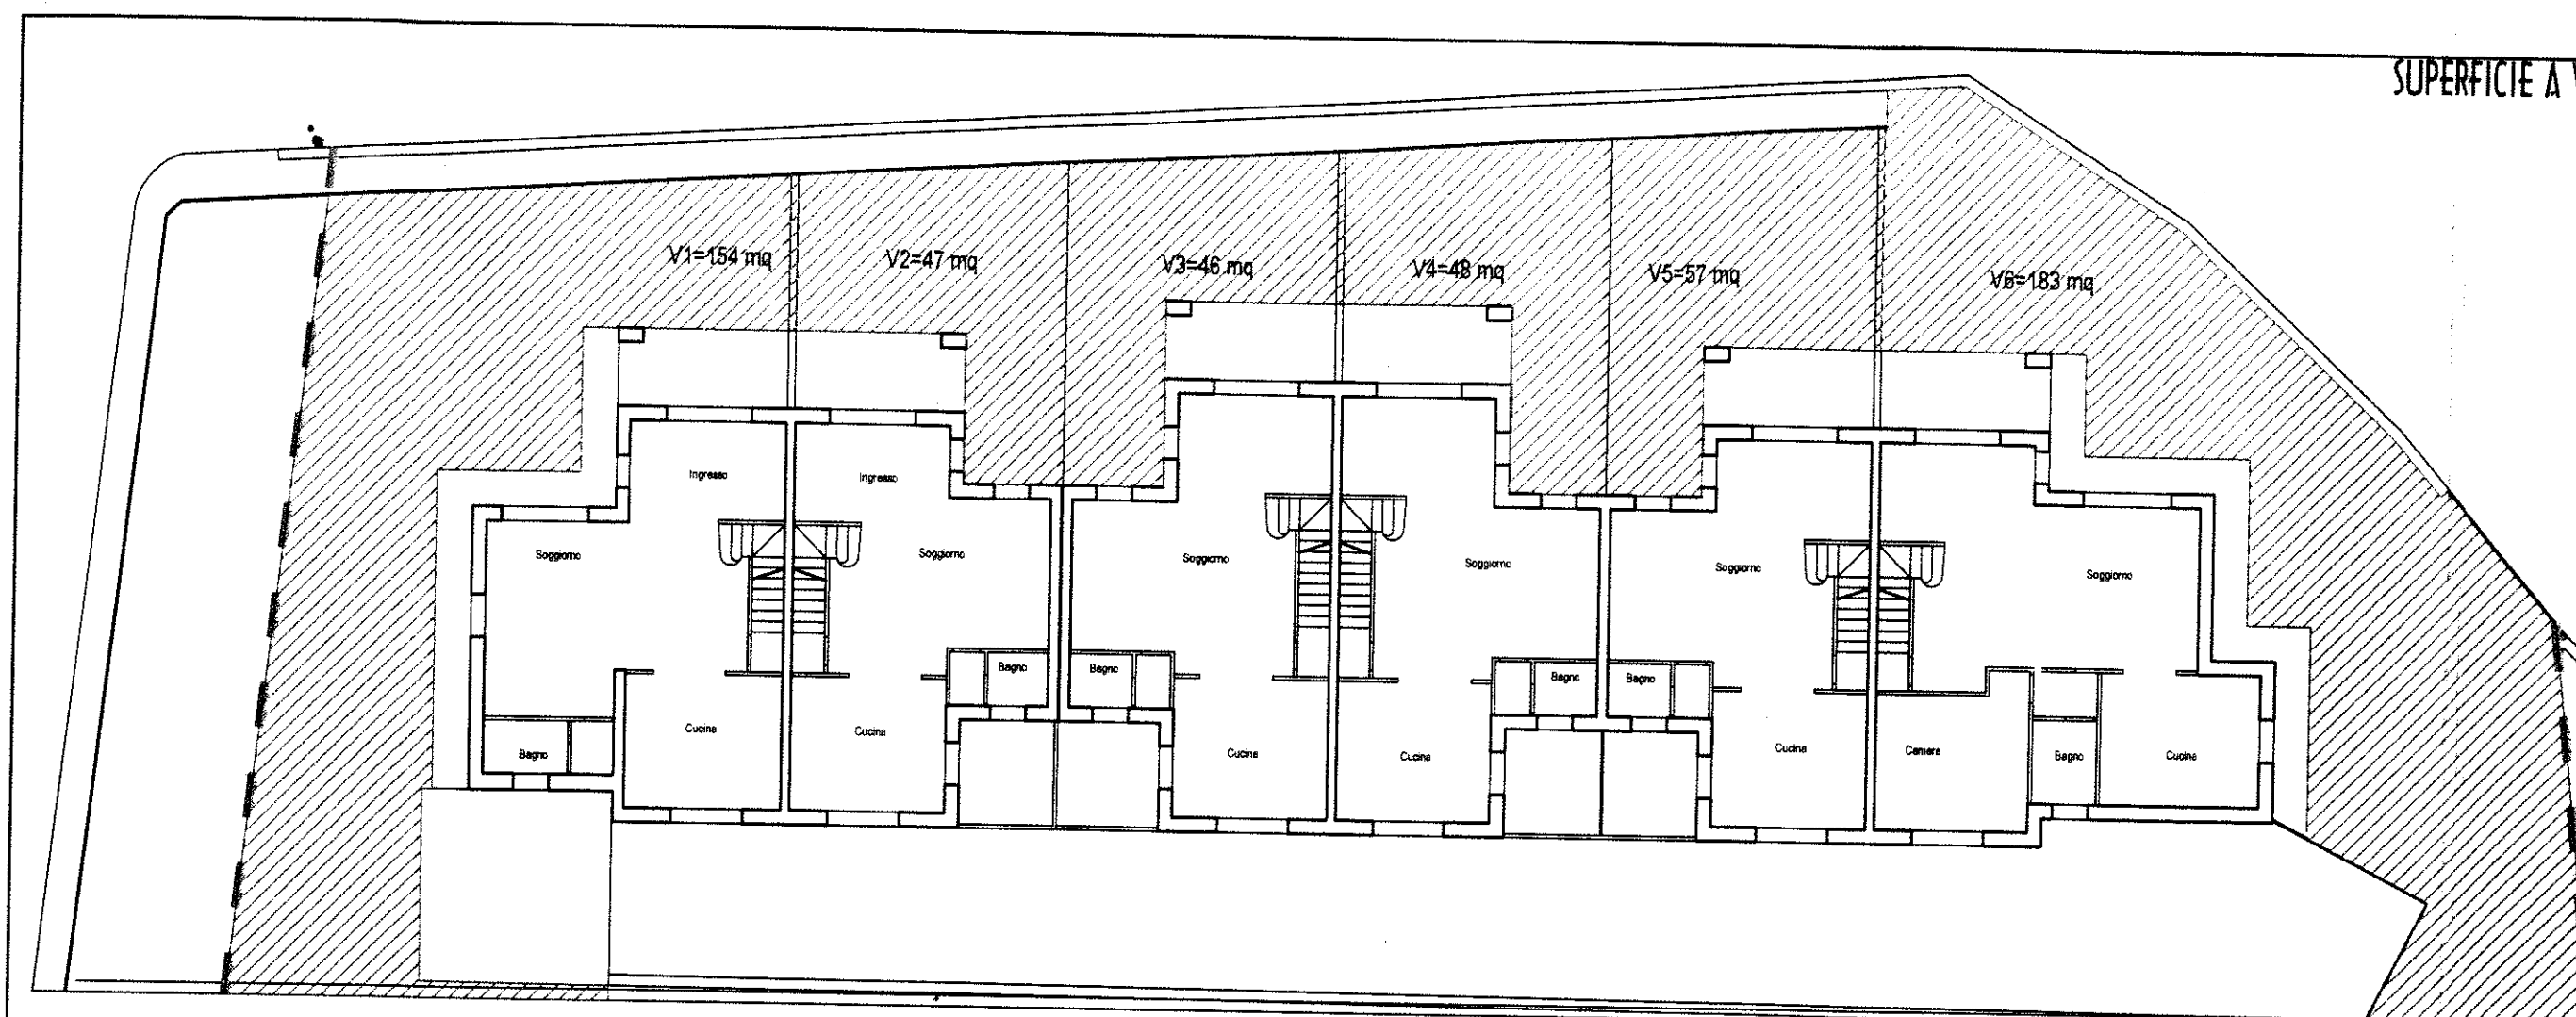 SUPERFICIE A
V1=154 mq
V2=47 mq
V3=46 mq
V4=48 mq
V5=57 mq
V6=183 mq
Ingresso
Ingresso
Soggiorno
Soggiorno
Soggiorno
Soggiorno
Soggiorno
Soggiorno
Bagno
Bagno
Bagno
Bagno
Cucina
Cucina
Cucina
Cucina
Cucina
Camera
Bagno
Cucina
Bagno